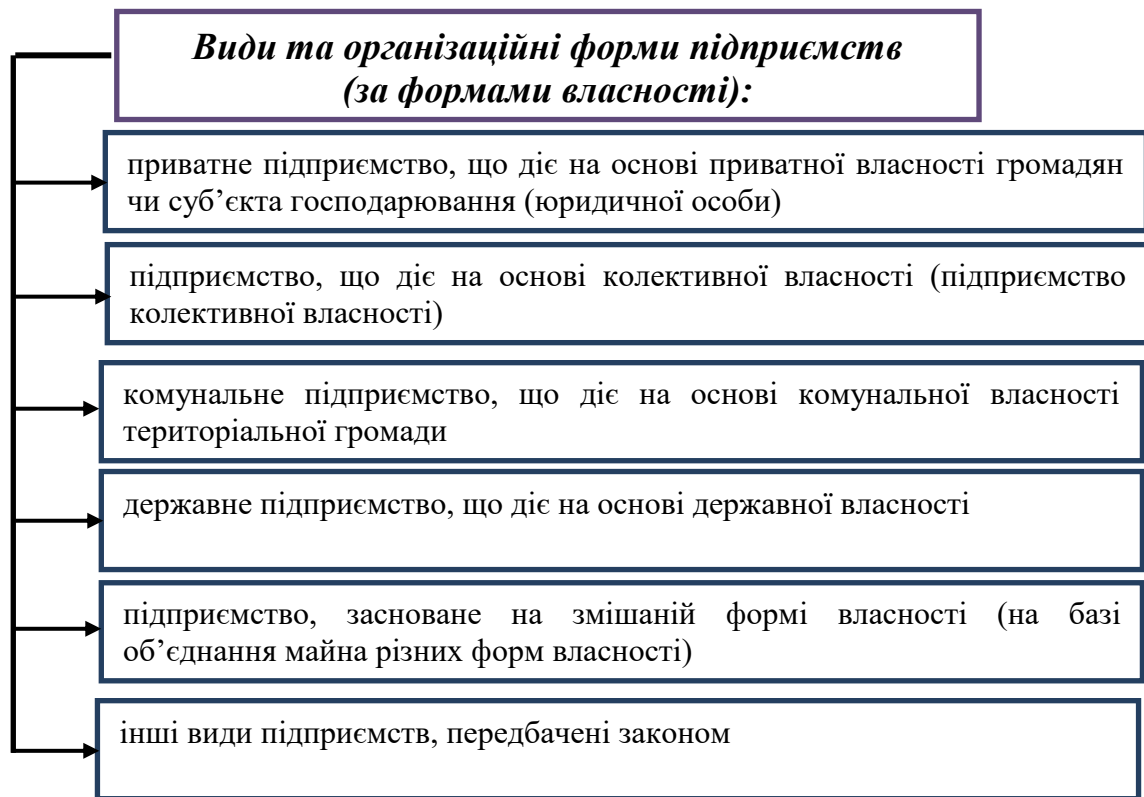 Види та організаційні форми підприємств
(за формами власності):
приватне підприємство, що діє на основі приватної власності громадян
чи суб’єкта господарювання (юридичної особи)
підприємство, що діє на основі колективної власності (підприємство
колективної власності)
комунальне підприємство, що діє на основі комунальної власності
територіальної громади
державне підприємство, що діє на основі державної власності
підприємство, засноване на змішаній формі власності (на базі
об’єднання майна різних форм власності)
інші види підприємств, передбачені законом